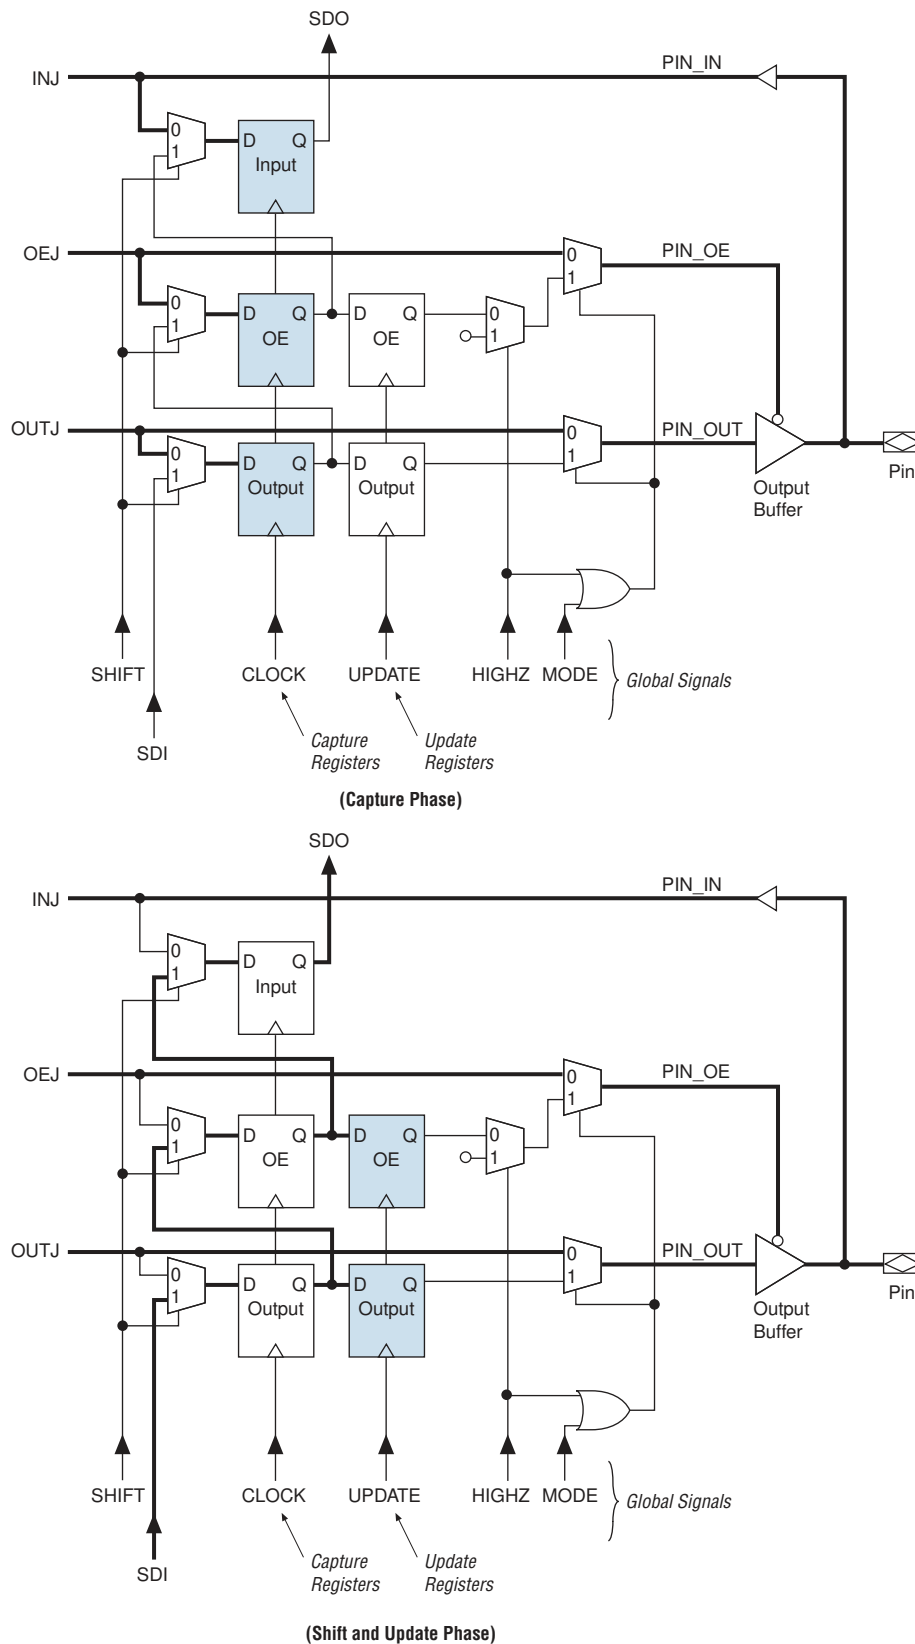 SDO
INJ
PIN_IN
0
1
D Q
Input
OEJ
PIN_OE
0
1
0
1
D Q
OE
D Q
OE
0
1
OUTJ
PIN_OUT
0
1
0
1
D Q
Output
D Q
Output
Output
Buffer
Pin
SHIFT
CLOCK
UPDATE
HIGHZ
MODE
Global Signals
SDI
Capture
Registers
Update
Registers
(Capture Phase)
SDO
INJ
PIN_IN
0
1
D Q
Input
OEJ
PIN_OE
0
1
0
1
D Q
OE
D Q
OE
0
1
OUTJ
PIN_OUT
0
1
0
1
D Q
Output
D Q
Output
Output
Buffer
Pin
SHIFT
CLOCK
UPDATE
HIGHZ
MODE
Global Signals
SDI
Capture
Registers
Update
Registers
(Shift and Update Phase)